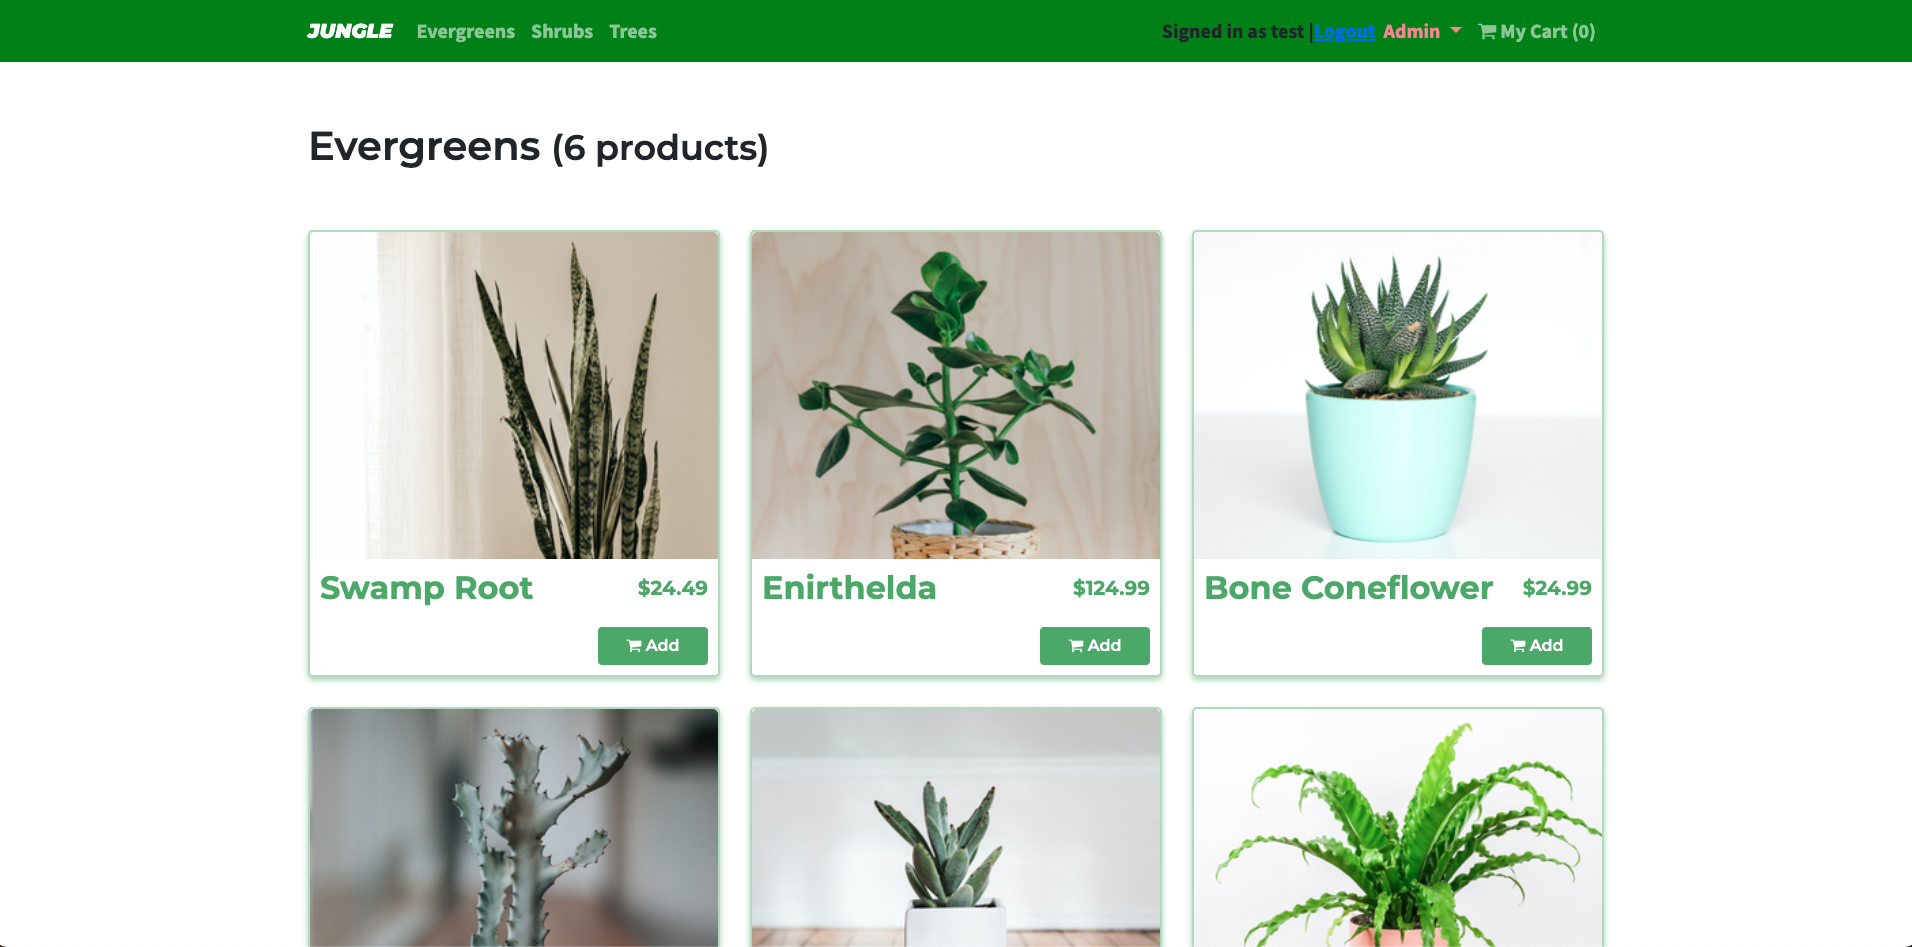 JUNGLE Evergreens Shrubs Trees Signed in as test |Logout Admin My Cart (0)
Evergreens (6 products)
Swamp Root $24.49
Enirthelda $124.99
Bone Coneflower $24.99
Add
Add
Add